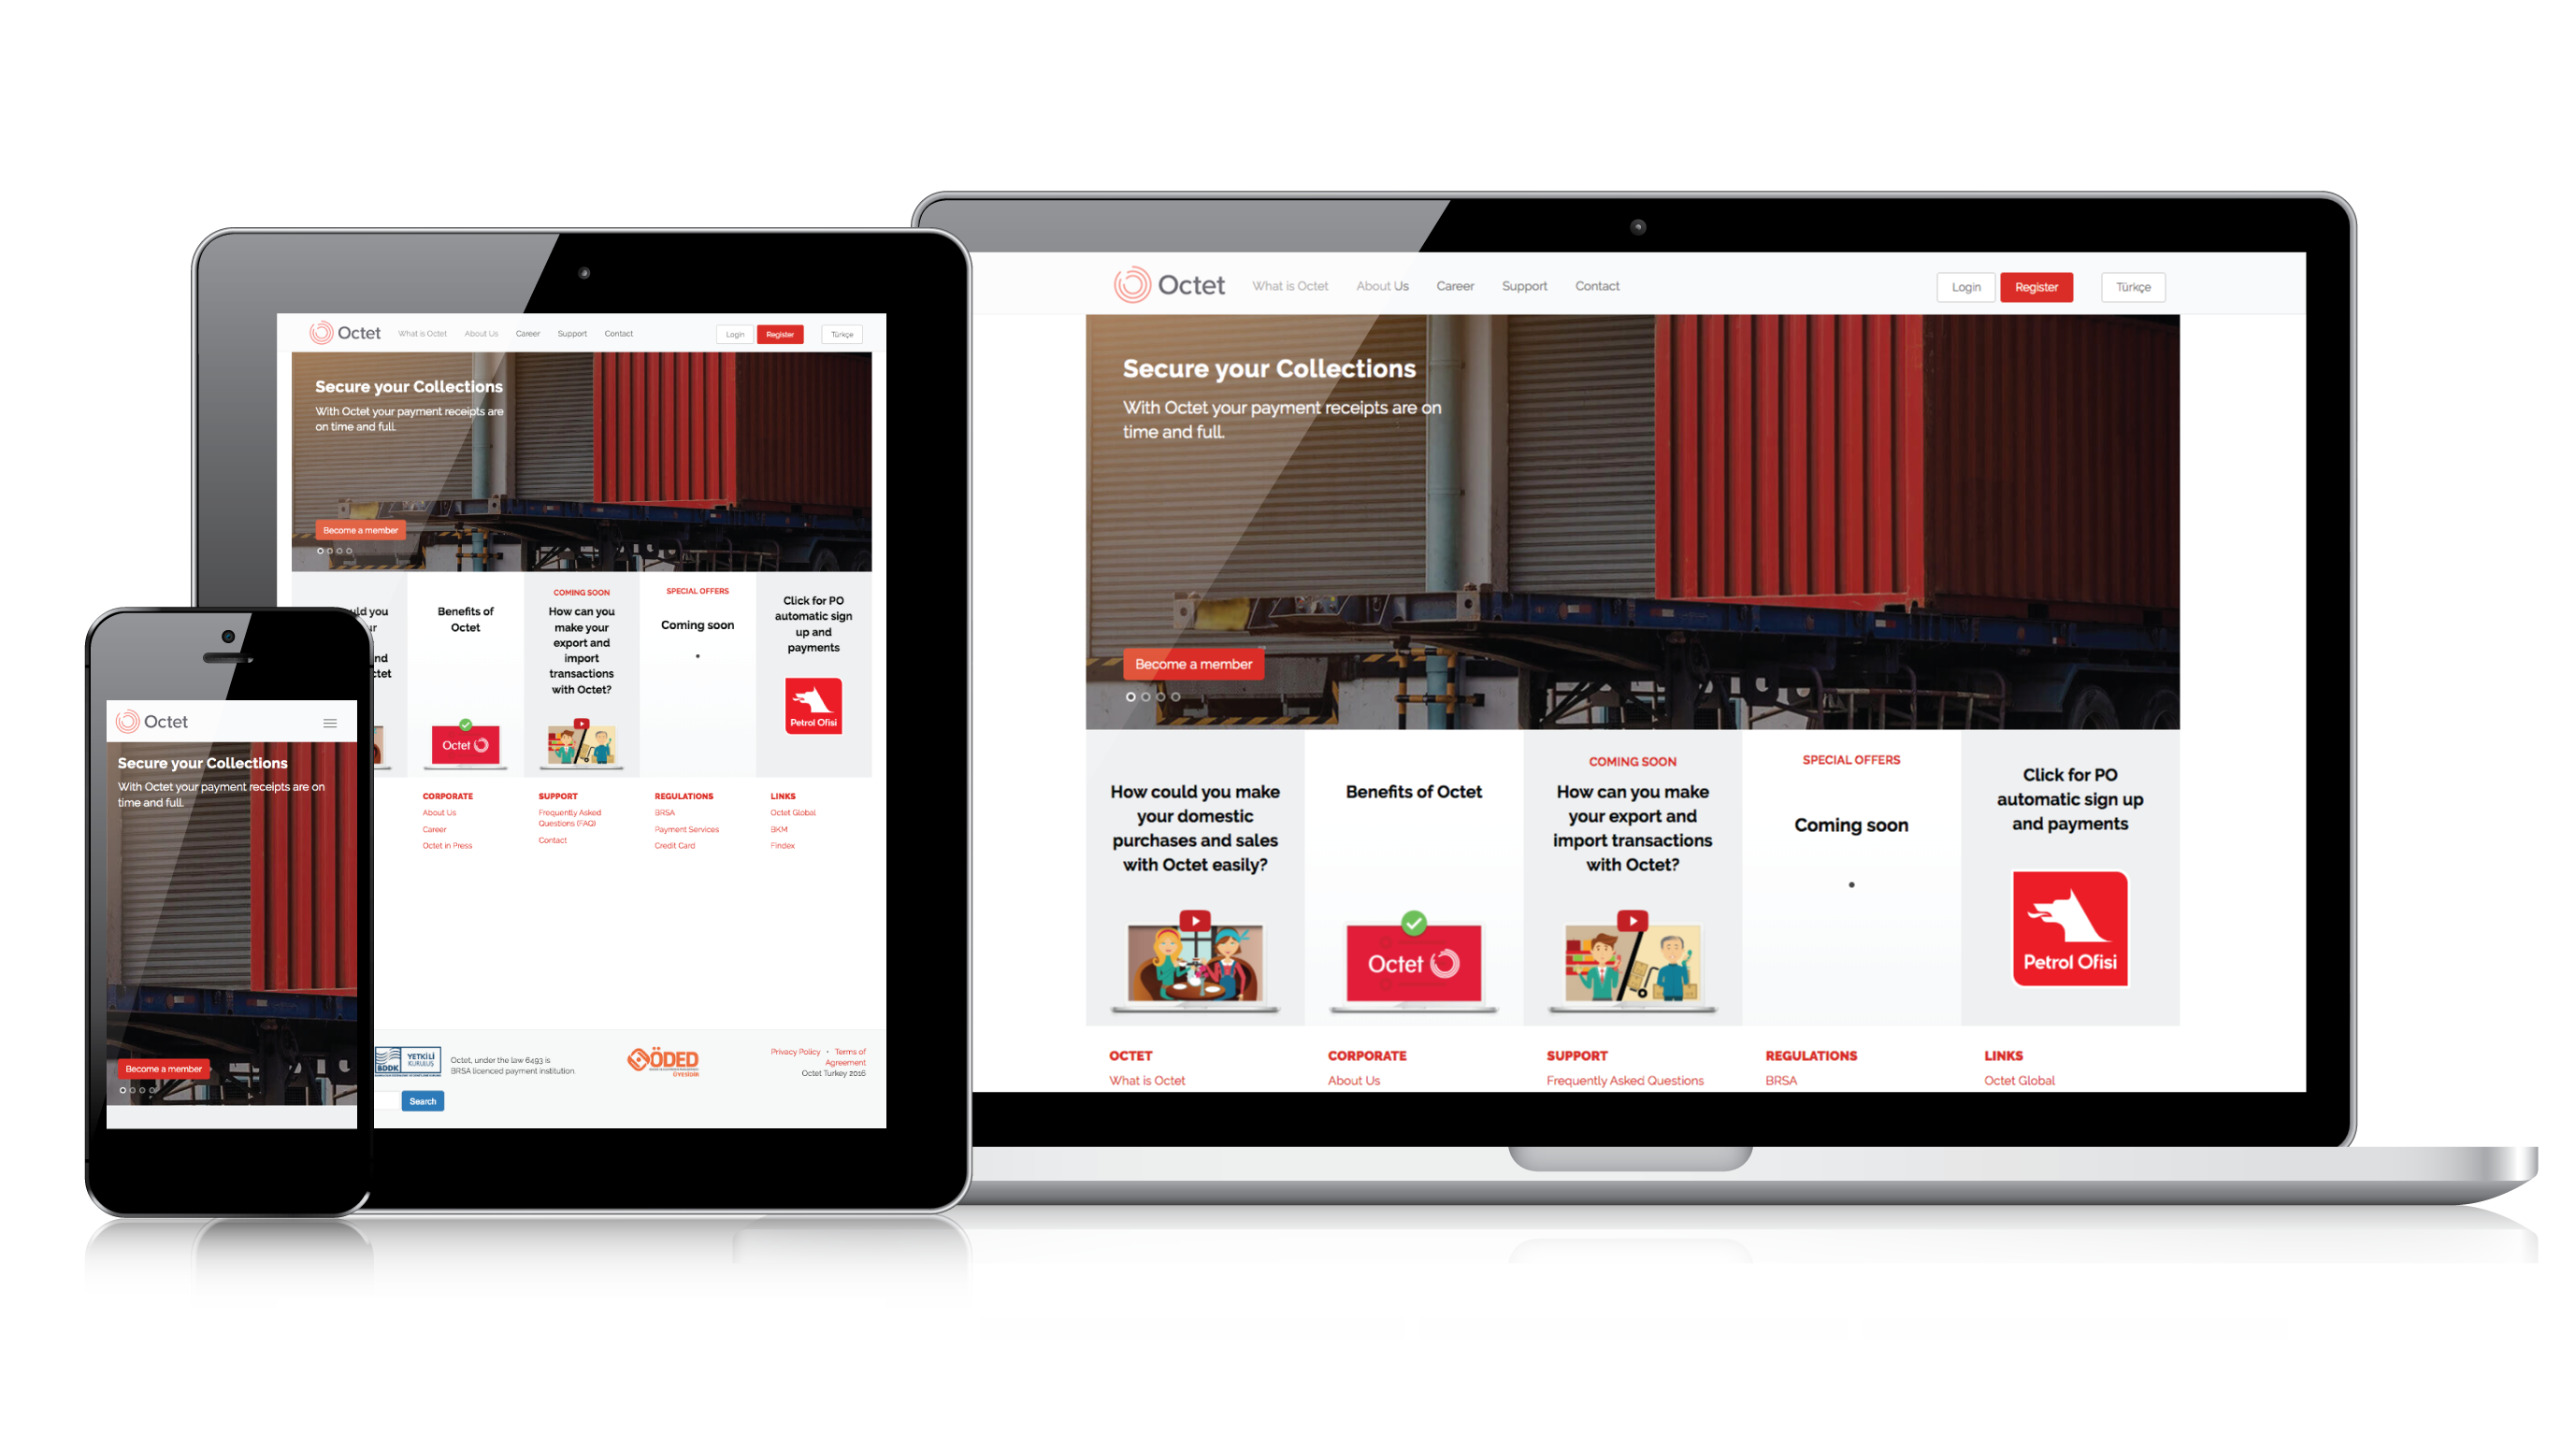 Octet
What is Octet
About Us
Career
Support
Contact
Login
Register
Türkçe
Secure your Collections
With Octet your payment receipts are on
time and full.
Become a member
How could you make
your domestic
purchases and sales
with Octet easily?
Benefits of Octet
Octet
COMING SOON
How can you make
your export and
import transactions
with Octet?
SPECIAL OFFERS
Coming soon
Click for PO
automatic sign up
and payments
Petrol Ofisi
OCTET
What is Octet
CORPORATE
About Us
SUPPORT
Frequently Asked Questions
REGULATIONS
BRSA
LINKS
Octet Global
Octet
What is Octet
About Us
Career
Support
Contact
Login
Register
Türkçe
Secure your Collections
With Octet your payment receipts are
on time and full.
Become a member
uld you
ur
nd
ctet
Benefits of
Octet
Octet
COMING SOON
How can you
make your
export and
import
transactions
with Octet?
SPECIAL OFFERS
Coming soon
Click for PO
automatic sign
up and
payments
Petrol Ofisi
CORPORATE
About Us
Career
Octet in Press
SUPPORT
Frequently Asked
Questions (FAQ)
Contact
REGULATIONS
BRSA
Payment Services
Credit Card
LINKS
Octet Global
BKM
Findex
BDDK
YETKİLİ
KURULUŞ
Octet, under the law 6493 is
BRSA licenced payment institution.
ÖDED
ÜYESİDİR
Privacy Policy • Terms of
Agreement
Octet Turkey 2016
Search
Octet
Secure your Collections
With Octet your payment receipts are on
time and full.
Become a member